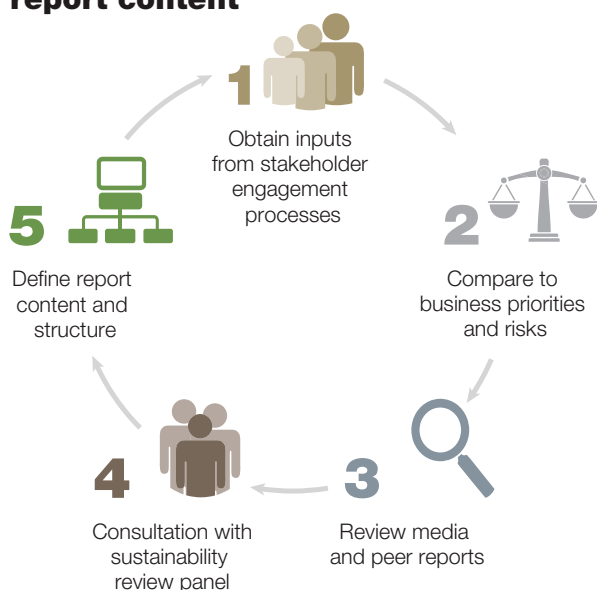 report content
1
Obtain inputs
from stakeholder
engagement
processes
2
Compare to
business priorities
and risks
3
Review media
and peer reports
4
Consultation with
sustainability
review panel
5
Define report
content and
structure